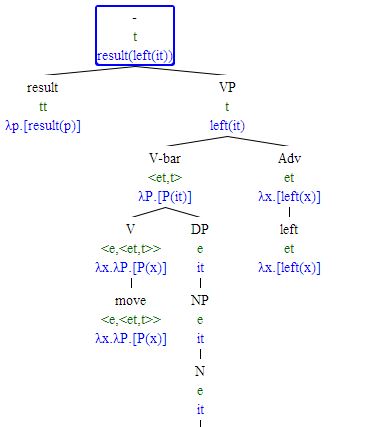 -
t
result(left(it))
result VP
tt t
λp.[result(p)] left(it)
V-bar Adv
<et,t> et
λP.[P(it)] λx.[left(x)]
V DP left
<e,<et,t>> e et
λx.λP.[P(x)] it λx.[left(x)]
move NP
<e,<et,t>> e
λx.λP.[P(x)] it
N
e
it